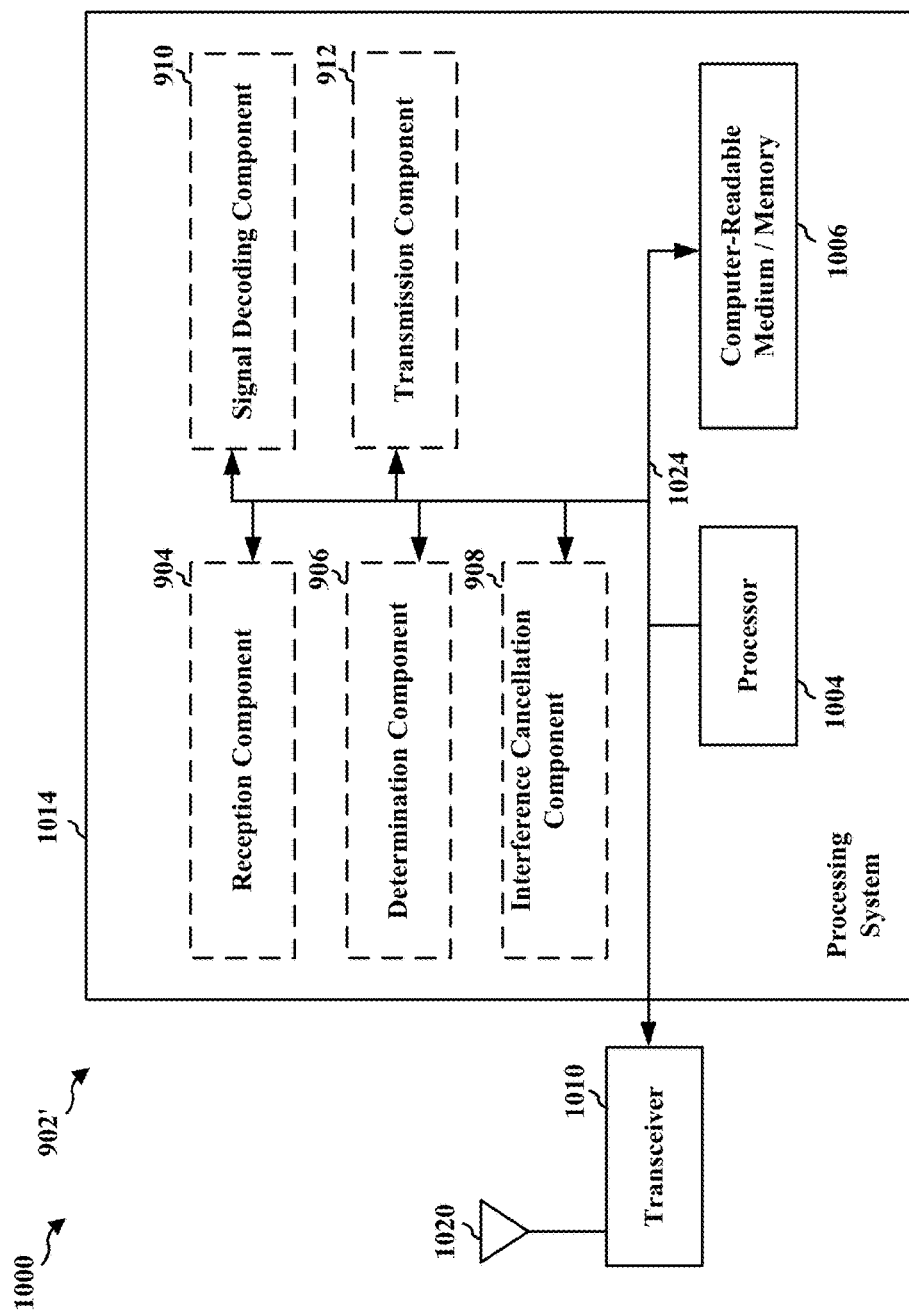 1000
902'
1014
904
Reception Component
910
Signal Decoding Component
906
Determination Component
912
Transmission Component
908
Interference Cancellation
Component
1020
1010
Transceiver
1024
Processor
1004
Computer-Readable
Medium / Memory
1006
Processing
System